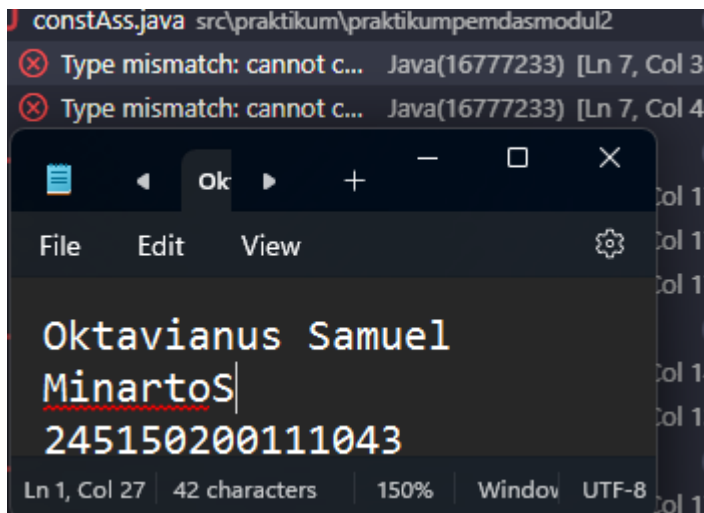 constAss.java src\praktikum\praktikumpemdasmodul2
Type mismatch: cannot c... Java(16777233) [Ln 7, Col 3
Type mismatch: cannot c... Java(16777233) [Ln 7, Col 4
Ok
File Edit View
Oktavianus Samuel
MinartoS
245150200111043
Ln 1, Col 27 42 characters 150% Window UTF-8